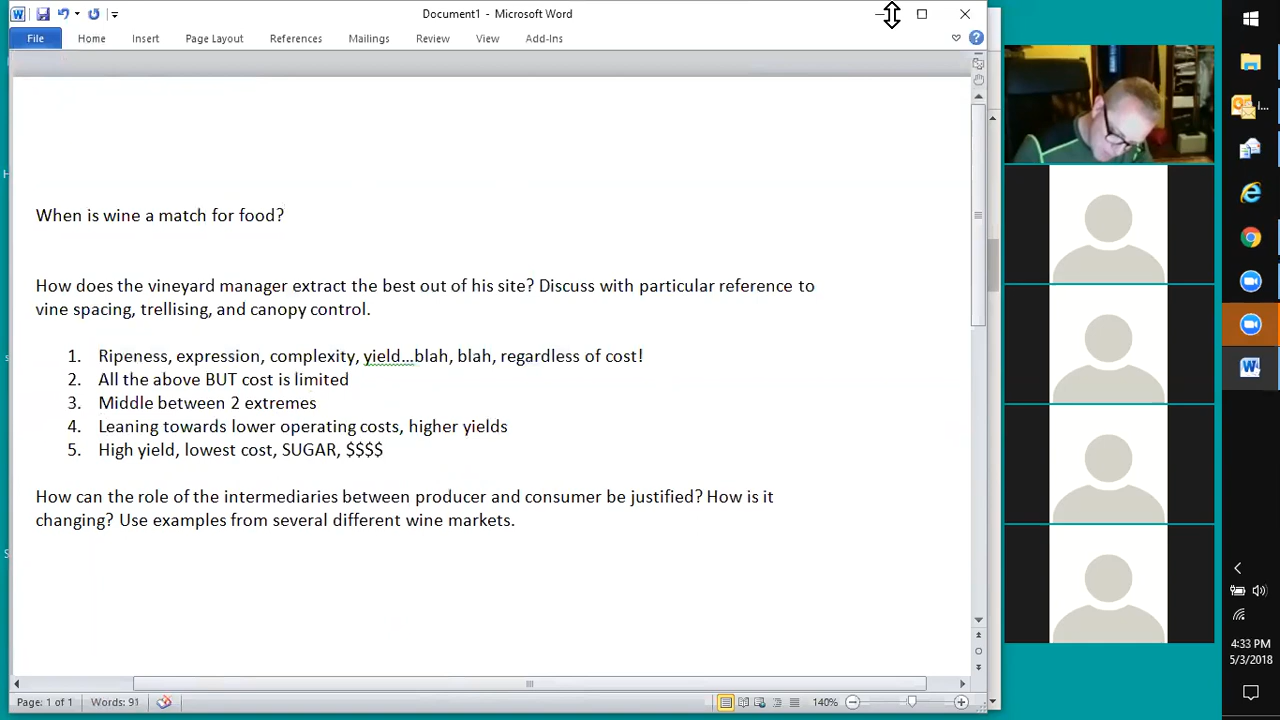 Document1 - Microsoft Word
File Home Insert Page Layout References Mailings Review View Add-Ins
When is wine a match for food?
How does the vineyard manager extract the best out of his site? Discuss with particular reference to
vine spacing, trellising, and canopy control.
1. Ripeness, expression, complexity, yield...blah, blah, regardless of cost!
2. All the above BUT cost is limited
3. Middle between 2 extremes
4. Leaning towards lower operating costs, higher yields
5. High yield, lowest cost, SUGAR, $$$$
How can the role of the intermediaries between producer and consumer be justified? How is it
changing? Use examples from several different wine markets.
Page: 1 of 1 Words: 91 140%
4:33 PM
5/3/2018